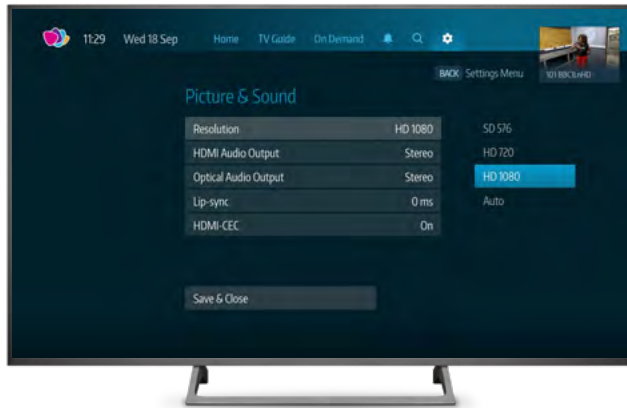 11:29 Wed 18 Sep Home TV Guide On Demand
BACK Settings Menu
Picture & Sound
Resolution HD 1080
HDMI Audio Output Stereo
Optical Audio Output Stereo
Lip-sync 0 ms
HDMI-CEC On
SD 576
HD 720
HD 1080
Auto
Save & Close